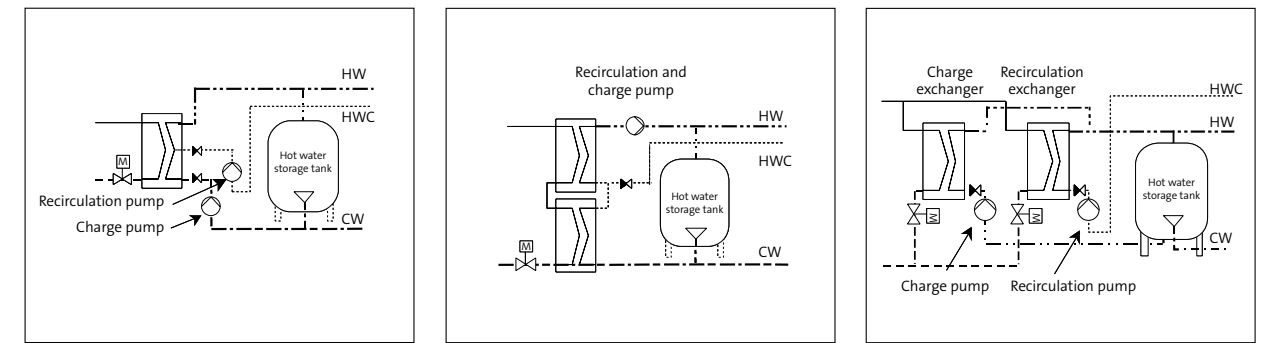 HW
HWC
M
Hot water
storage tank
Recirculation pump
Charge pump
CW
Recirculation and
charge pump
HW
HWC
Hot water
storage tank
M
CW
Charge
exchanger
Recirculation
exchanger
HWC
HW
Hot water
storage tank
M
M
CW
Charge pump
Recirculation pump